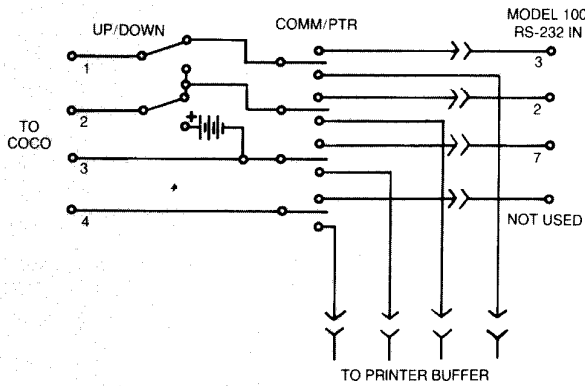 UP/DOWN
COMM/PTR
MODEL 100
RS-232 IN
1
3
2
2
TO
COCO
+
3
7
4
NOT USED
TO PRINTER BUFFER